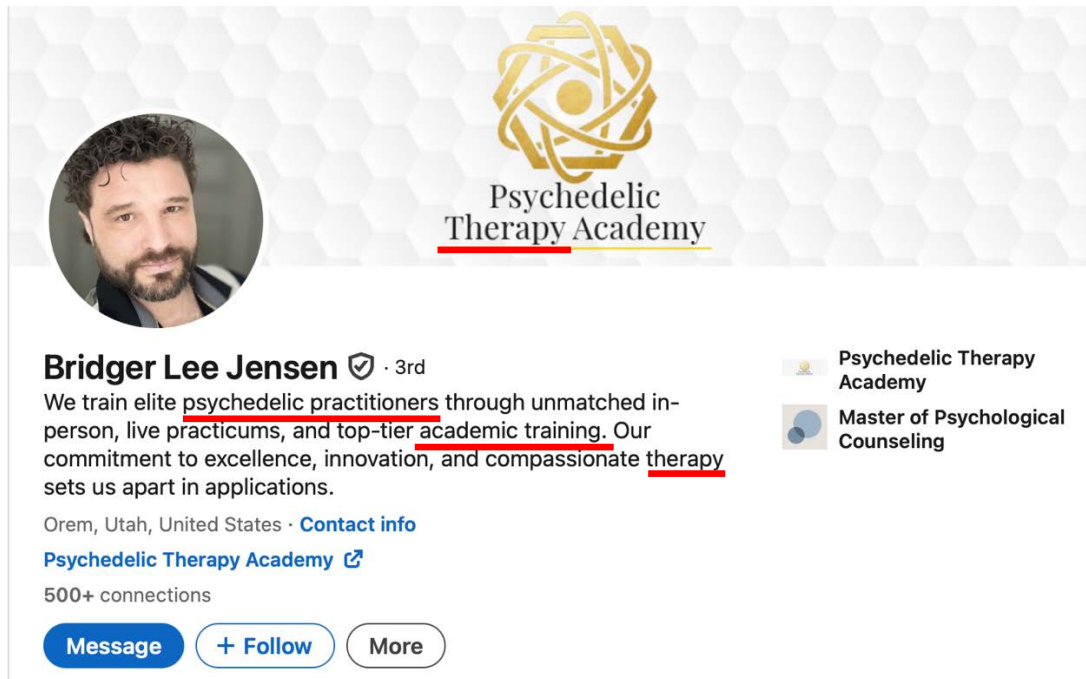 Psychedelic
Therapy Academy
Bridger Lee Jensen · 3rd
We train elite psychedelic practitioners through unmatched in-
person, live practicums, and top-tier academic training. Our
commitment to excellence, innovation, and compassionate therapy
sets us apart in applications.
Orem, Utah, United States · Contact info
Psychedelic Therapy Academy
500+ connections
Message
+ Follow
More
Psychedelic Therapy
Academy
Master of Psychological
Counseling